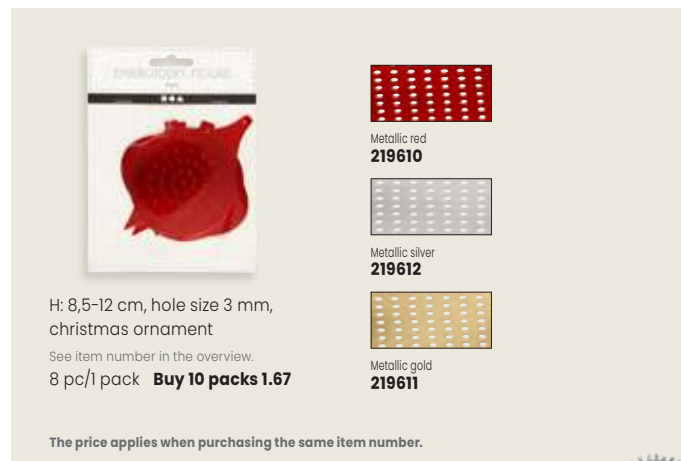 EMBROIDERY FIGURE
H: 8,5-12 cm, hole size 3 mm,
christmas ornament
See item number in the overview.
8 pc/1 pack Buy 10 packs 1.67
Metallic red
219610
Metallic silver
219612
Metallic gold
219611
The price applies when purchasing the same item number.